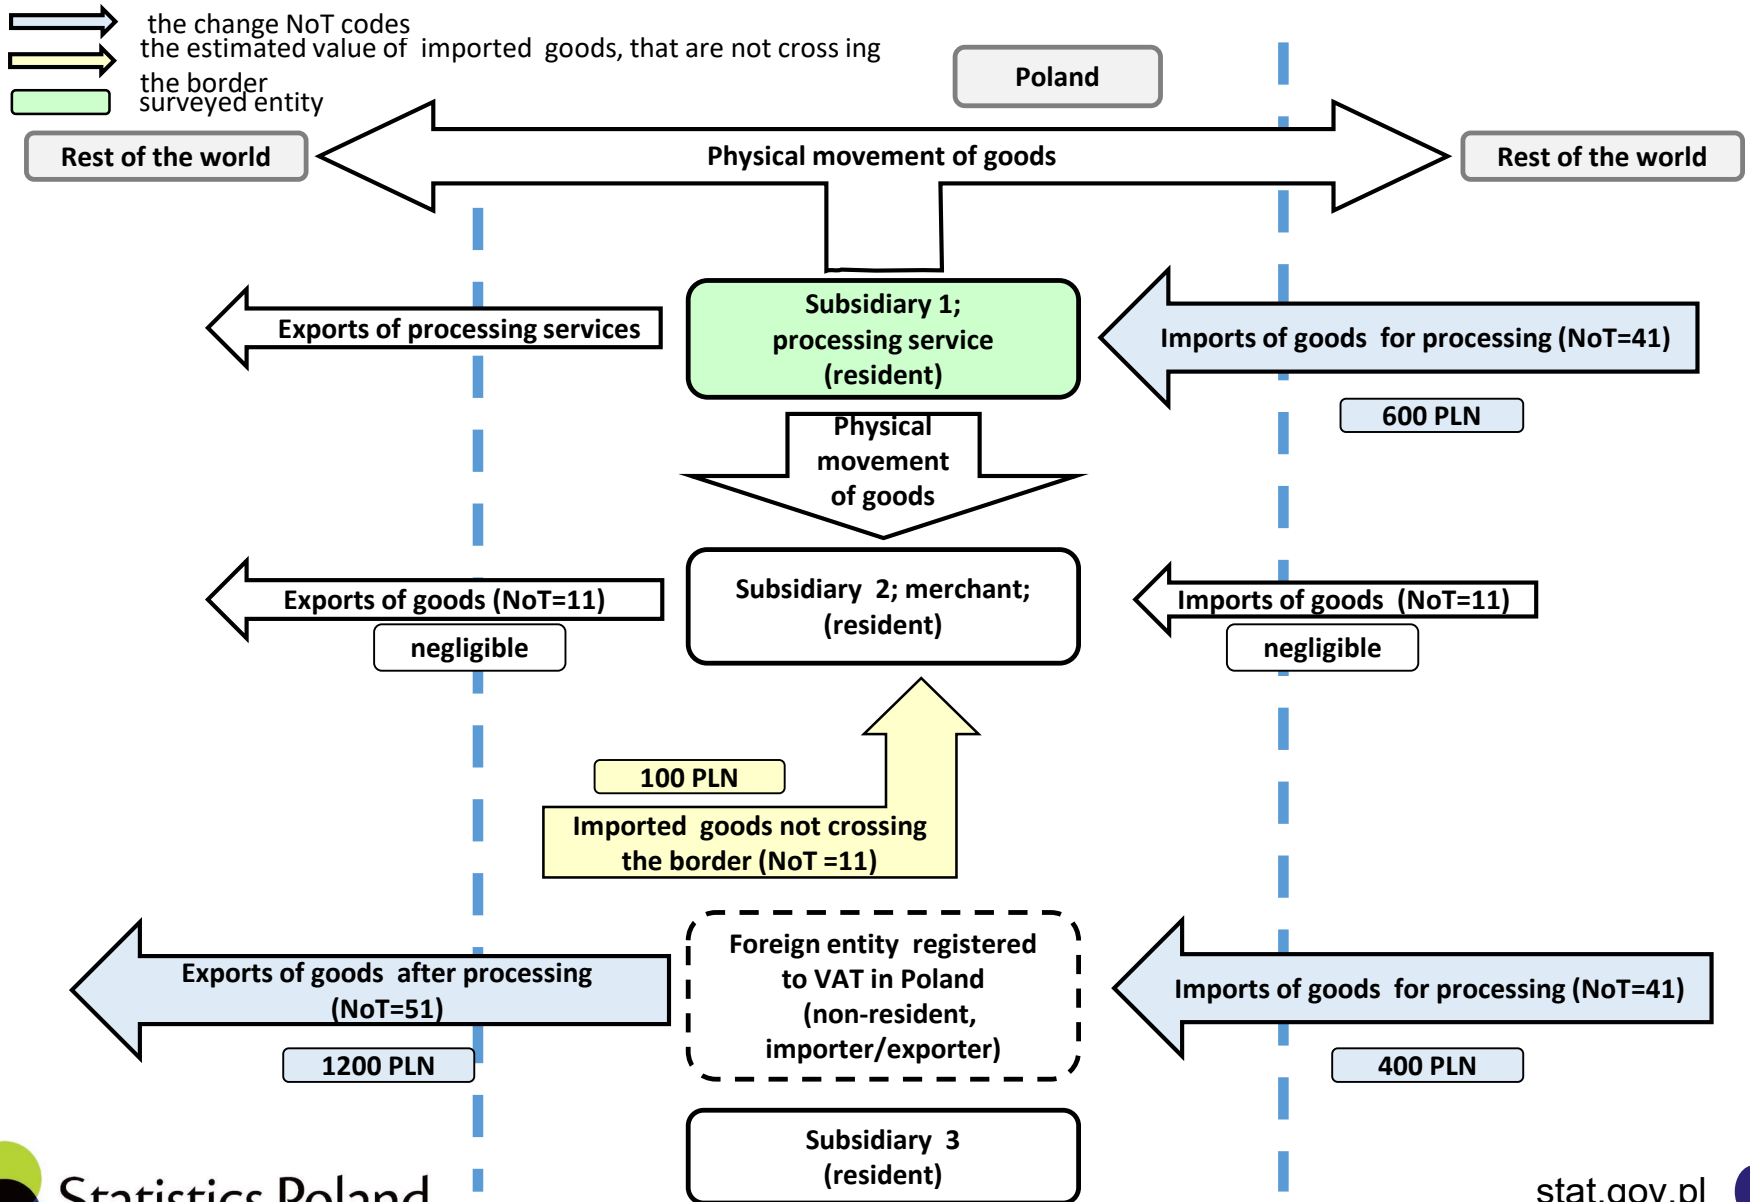 the change NoT codes
the estimated value of imported goods, that are not cross ing
the border
surveyed entity
Poland
Rest of the world
Physical movement of goods
Rest of the world
Exports of processing services
Subsidiary 1;
processing service
(resident)
Imports of goods for processing (NoT=41)
600 PLN
Physical
movement
of goods
Exports of goods (NoT=11)
negligible
Subsidiary 2; merchant;
(resident)
Imports of goods (NoT=11)
negligible
100 PLN
Imported goods not crossing
the border (NoT =11)
Exports of goods after processing
(NoT=51)
1200 PLN
Foreign entity registered
to VAT in Poland
(non-resident,
importer/exporter)
Imports of goods for processing (NoT=41)
400 PLN
Subsidiary 3
(resident)
Statistics Poland
stat.gov.pl